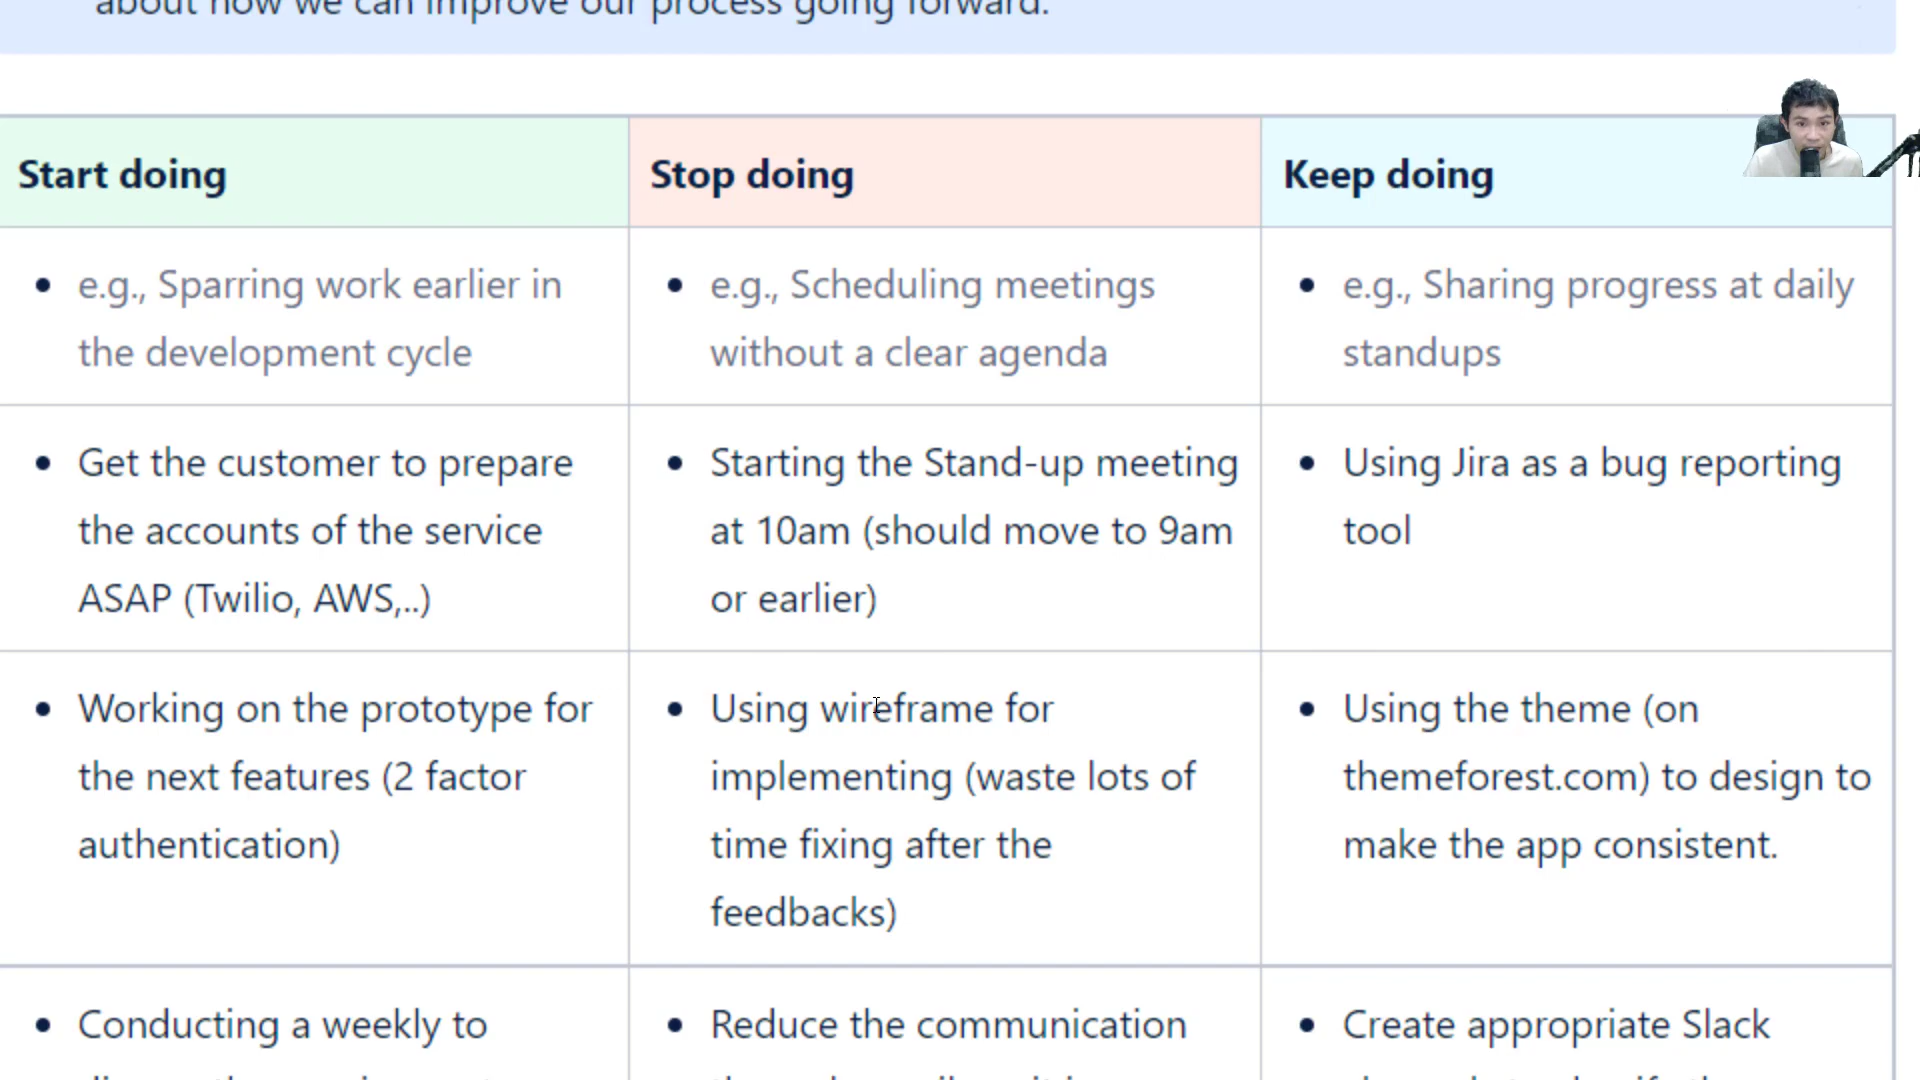 about how we can improve our process going forward.
Start doing
Stop doing
Keep doing
e.g., Sparring work earlier in
the development cycle
e.g., Scheduling meetings
without a clear agenda
e.g., Sharing progress at daily
standups
Get the customer to prepare
the accounts of the service
ASAP (Twilio, AWS,..)
Starting the Stand-up meeting
at 10am (should move to 9am
or earlier)
Using Jira as a bug reporting
tool
Working on the prototype for
the next features (2 factor
authentication)
Using wireframe for
implementing (waste lots of
time fixing after the
feedbacks)
Using the theme (on
themeforest.com) to design to
make the app consistent.
Conducting a weekly to
Reduce the communication
Create appropriate Slack